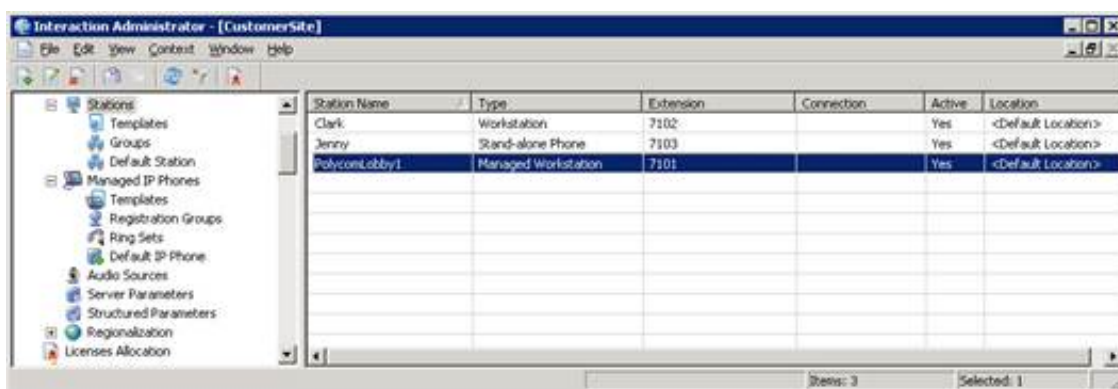 Interaction Administrator - [CustomerSite]
File Edit View Context Window Help
Stations
Templates
Groups
Default Station
Managed IP Phones
Templates
Registration Groups
Ring Sets
Default IP Phone
Audio Sources
Server Parameters
Structured Parameters
Regionalization
Licenses Allocation
Station Name Type Extension Connection Active Location
Clark Workstation 7102 Yes <Default Location>
Jenny Stand-alone Phone 7103 Yes <Default Location>
PolycomLobby1 Managed Workstation 7101 Yes <Default Location>
Items: 3 Selected: 1